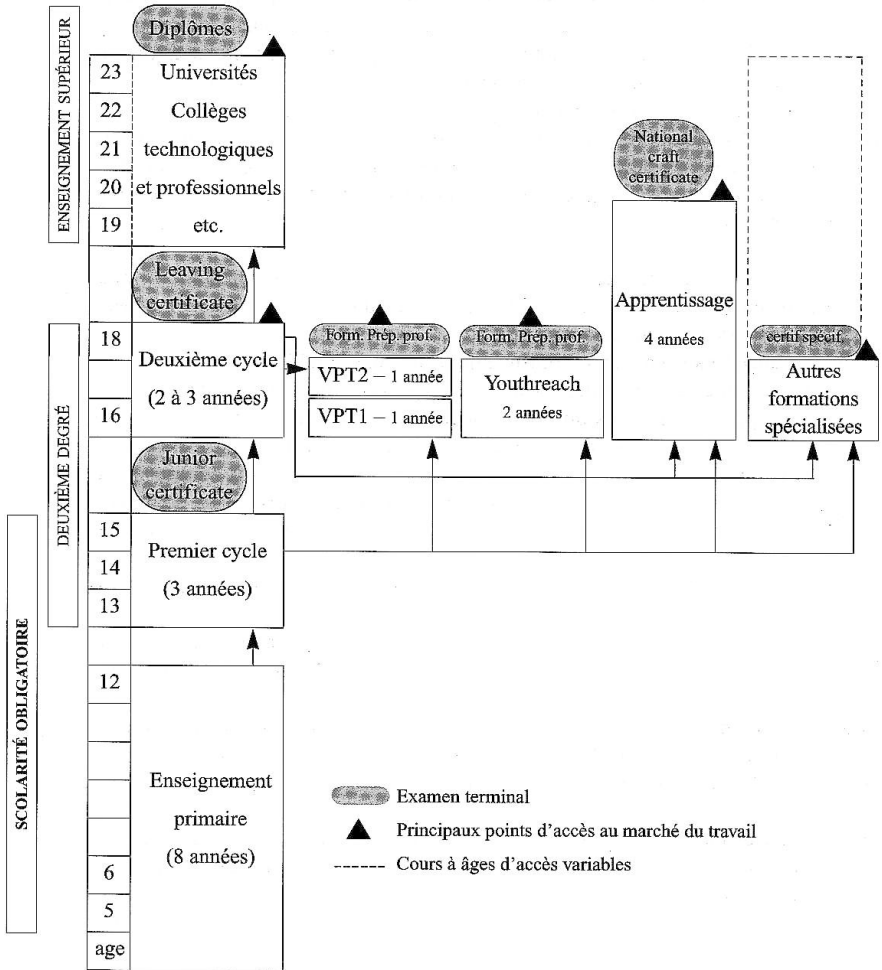 ENSEIGNEMENT SUPÉRIEUR
DEUXIÈME DEGRÉ
SCOLARITÉ OBLIGATOIRE
Diplômes
23
22
21
20
19
Universités
Collèges
technologiques
et professionnels
etc.
Leaving
certificate
18
16
Deuxième cycle
(2 à 3 années)
Junior
certificate
15
14
13
Premier cycle
(3 années)
12
6
5
age
Enseignement
primaire
(8 années)
Form. Prép. prof.
VPT2 – 1 année
VPT1 – 1 année
Form. Prép. prof.
Youthreach
2 années
National
craft
certificate
Apprentissage
4 années
certif spécif.
Autres
formations
spécialisées
Examen terminal
Principaux points d'accès au marché du travail
Cours à âges d'accès variables